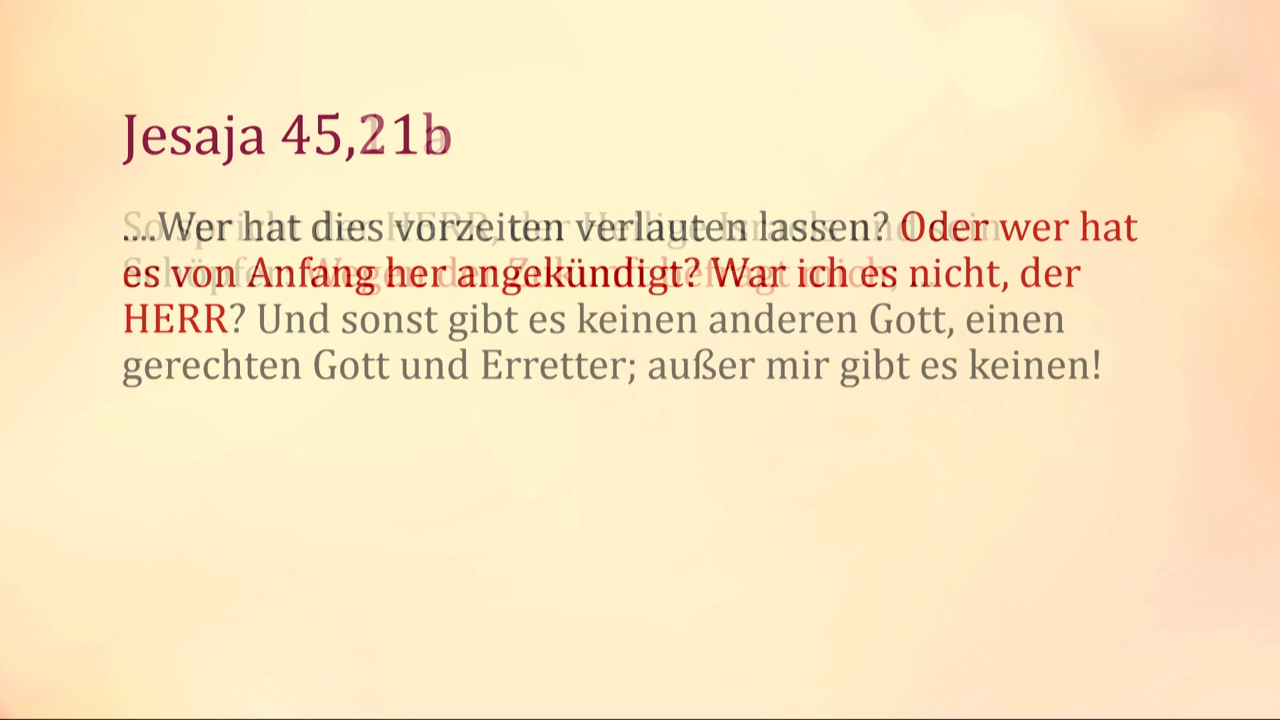 Jesaja 45,21b
....Wer hat dies vorzeiten verlauten lassen? Oder wer hat
es von Anfang her angekündigt? War ich es nicht, der
HERR? Und sonst gibt es keinen anderen Gott, einen
gerechten Gott und Erretter; außer mir gibt es keinen!